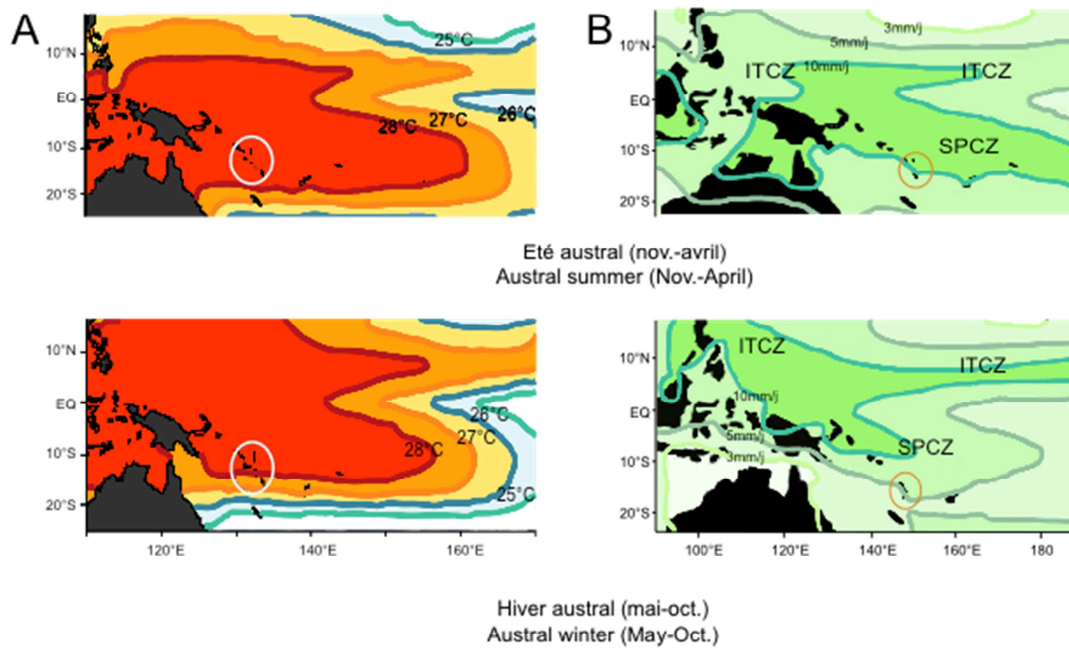 A
B
25°C
26°C
27°C
28°C
10°N
EQ
10°S
20°S
3mm/j
5mm/j
10mm/j
ITCZ
ITCZ
SPCZ
10°N
EQ
10°S
20°S
Eté austral (nov.-avril)
Austral summer (Nov.-April)
26°C
27°C
28°C
25°C
10°N
EQ
10°S
20°S
120°E
140°E
160°E
ITCZ
ITCZ
10mm/j
5mm/j
3mm/j
SPCZ
10°N
EQ
10°S
20°S
100°E
120°E
140°E
160°E
180
Hiver austral (mai-oct.)
Austral winter (May-Oct.)